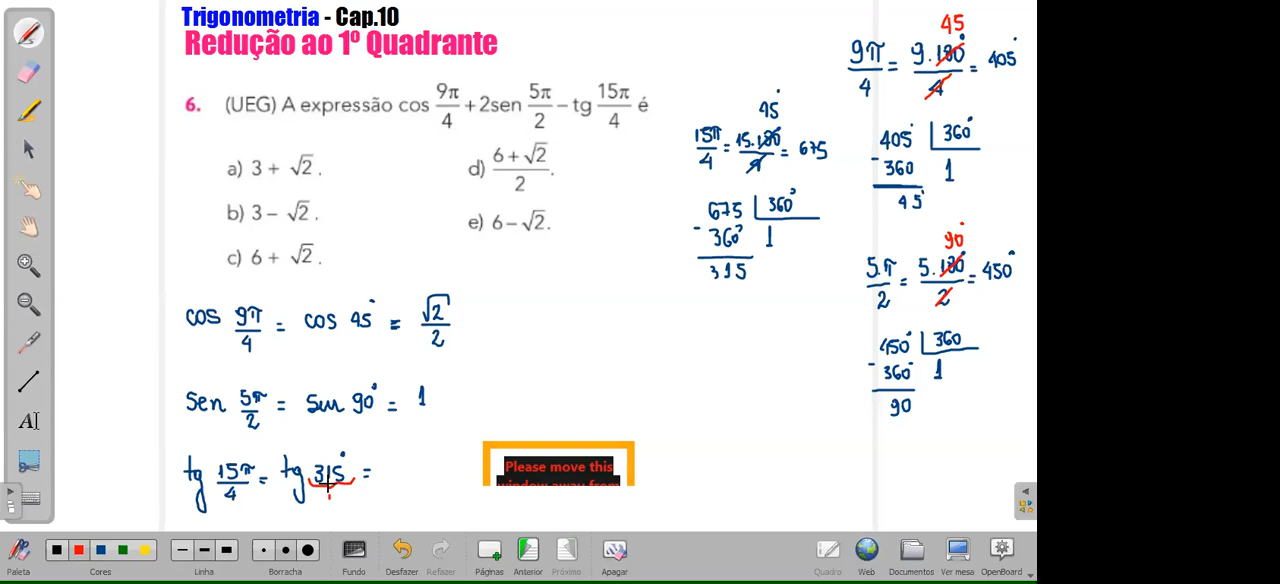 Trigonometria - Cap.10
Redução ao 1º Quadrante
6. (UEG) A expressão cos 9π/4 + 2sen 5π/2 – tg 15π/4 é
a) 3 + √2.
b) 3 – √2.
c) 6 + √2.
d) (6 + √2)/2.
e) 6 – √2.
cos 9π/4 = cos 45° = √2/2
sen 5π/2 = sen 90° = 1
tg 15π/4 = tg 315° =
45°
15π/4 = 15.180/4 = 675
675 | 360°
- 360° 1
315
45
9π/4 = 9.180°/4 = 405°
405° | 360°
- 360 1
45°
90°
5.π/2 = 5.180°/2 = 450°
450° | 360
- 360° 1
90
Please move this
window away from
Paleta
Cores
Linha
Borracha
Fundo
Desfazer
Refazer
Páginas
Anterior
Próximo
Apagar
Quadro
Web
Documentos
Ver mesa
OpenBoard